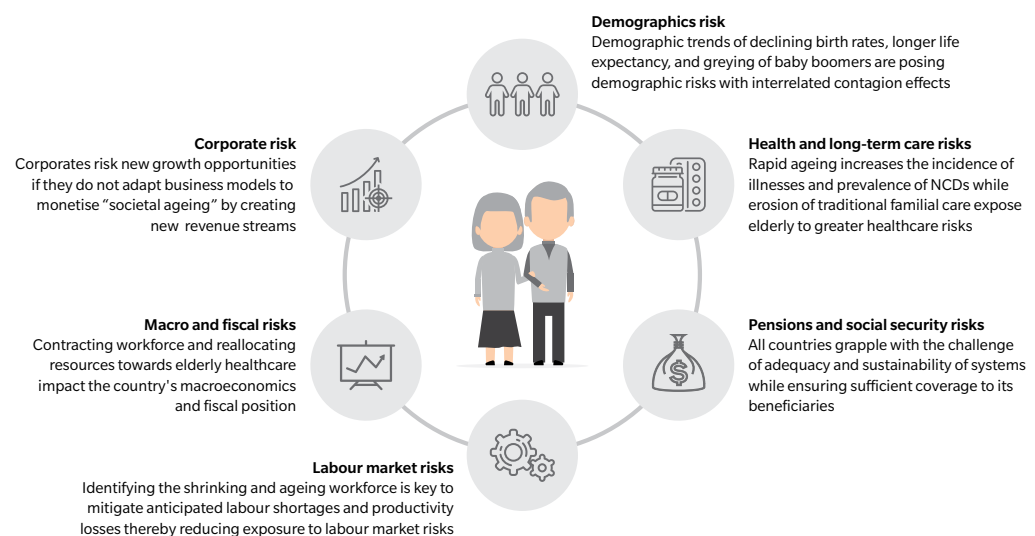 Demographics risk
Demographic trends of declining birth rates, longer life
expectancy, and greying of baby boomers are posing
demographic risks with interrelated contagion effects
Health and long-term care risks
Rapid ageing increases the incidence of
illnesses and prevalence of NCDs while
erosion of traditional familial care expose
elderly to greater healthcare risks
Pensions and social security risks
All countries grapple with the challenge
of adequacy and sustainability of systems
while ensuring sufficient coverage to its
beneficiaries
Labour market risks
Identifying the shrinking and ageing workforce is key to
mitigate anticipated labour shortages and productivity
losses thereby reducing exposure to labour market risks
Macro and fiscal risks
Contracting workforce and reallocating
resources towards elderly healthcare
impact the country's macroeconomics
and fiscal position
Corporate risk
Corporates risk new growth opportunities
if they do not adapt business models to
monetise “societal ageing” by creating
new revenue streams
$